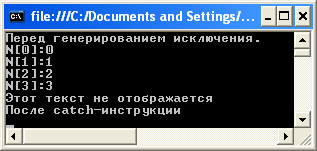 file:///C:/Documents and Settings/...
Перед генерированием исключения.
N[0]:0
N[1]:1
N[2]:2
N[3]:3
Этот текст не отображается
После catch-инструкции